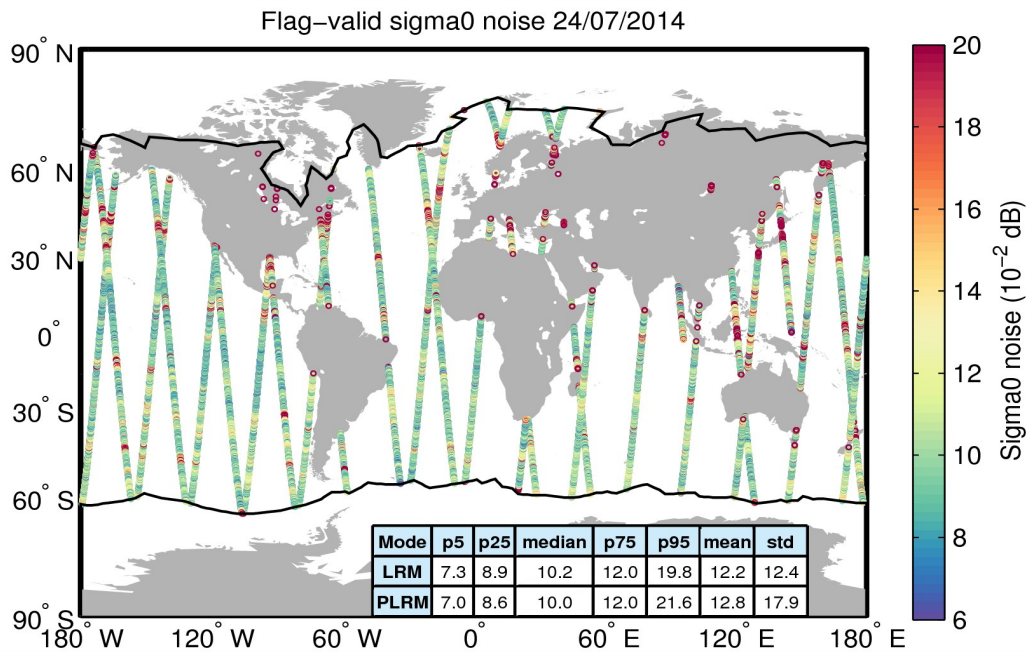 Flag−valid sigma0 noise 24/07/2014
90° N
60° N
30° N
0°
30° S
60° S
90° S
180° W
120° W
60° W
0°
60° E
120° E
180° E
Mode p5 p25 median p75 p95 mean std
LRM 7.3 8.9 10.2 12.0 19.8 12.2 12.4
PLRM 7.0 8.6 10.0 12.0 21.6 12.8 17.9
20
18
16
14
12
10
8
6
Sigma0 noise (10⁻² dB)